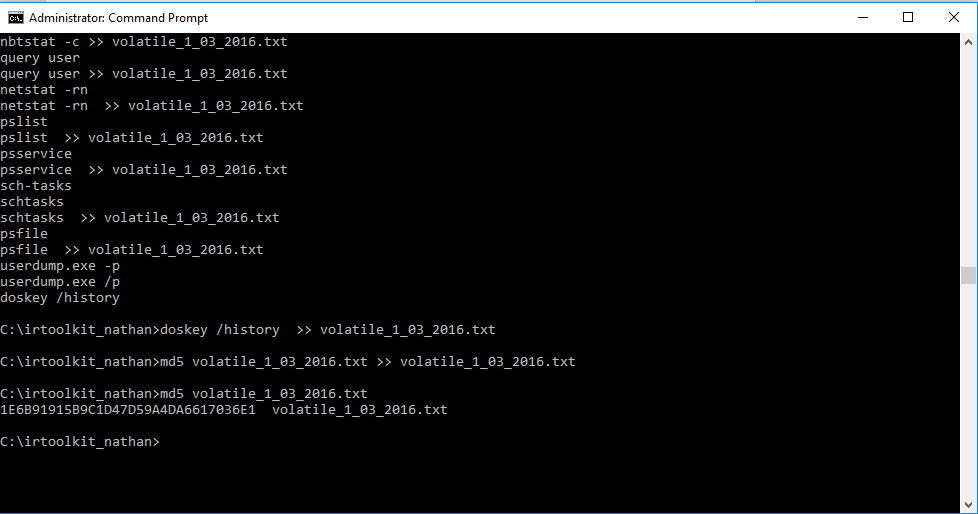 Administrator: Command Prompt
nbtstat -c >> volatile_1_03_2016.txt
query user
query user >> volatile_1_03_2016.txt
netstat -rn
netstat -rn  >> volatile_1_03_2016.txt
pslist
pslist  >> volatile_1_03_2016.txt
psservice
psservice  >> volatile_1_03_2016.txt
sch-tasks
schtasks
schtasks  >> volatile_1_03_2016.txt
psfile
psfile  >> volatile_1_03_2016.txt
userdump.exe -p
userdump.exe /p
doskey /history
C:\irtoolkit_nathan>doskey /history  >> volatile_1_03_2016.txt
C:\irtoolkit_nathan>md5 volatile_1_03_2016.txt >> volatile_1_03_2016.txt
C:\irtoolkit_nathan>md5 volatile_1_03_2016.txt
1E6B91915B9C1D47D59A4DA6617036E1  volatile_1_03_2016.txt
C:\irtoolkit_nathan>